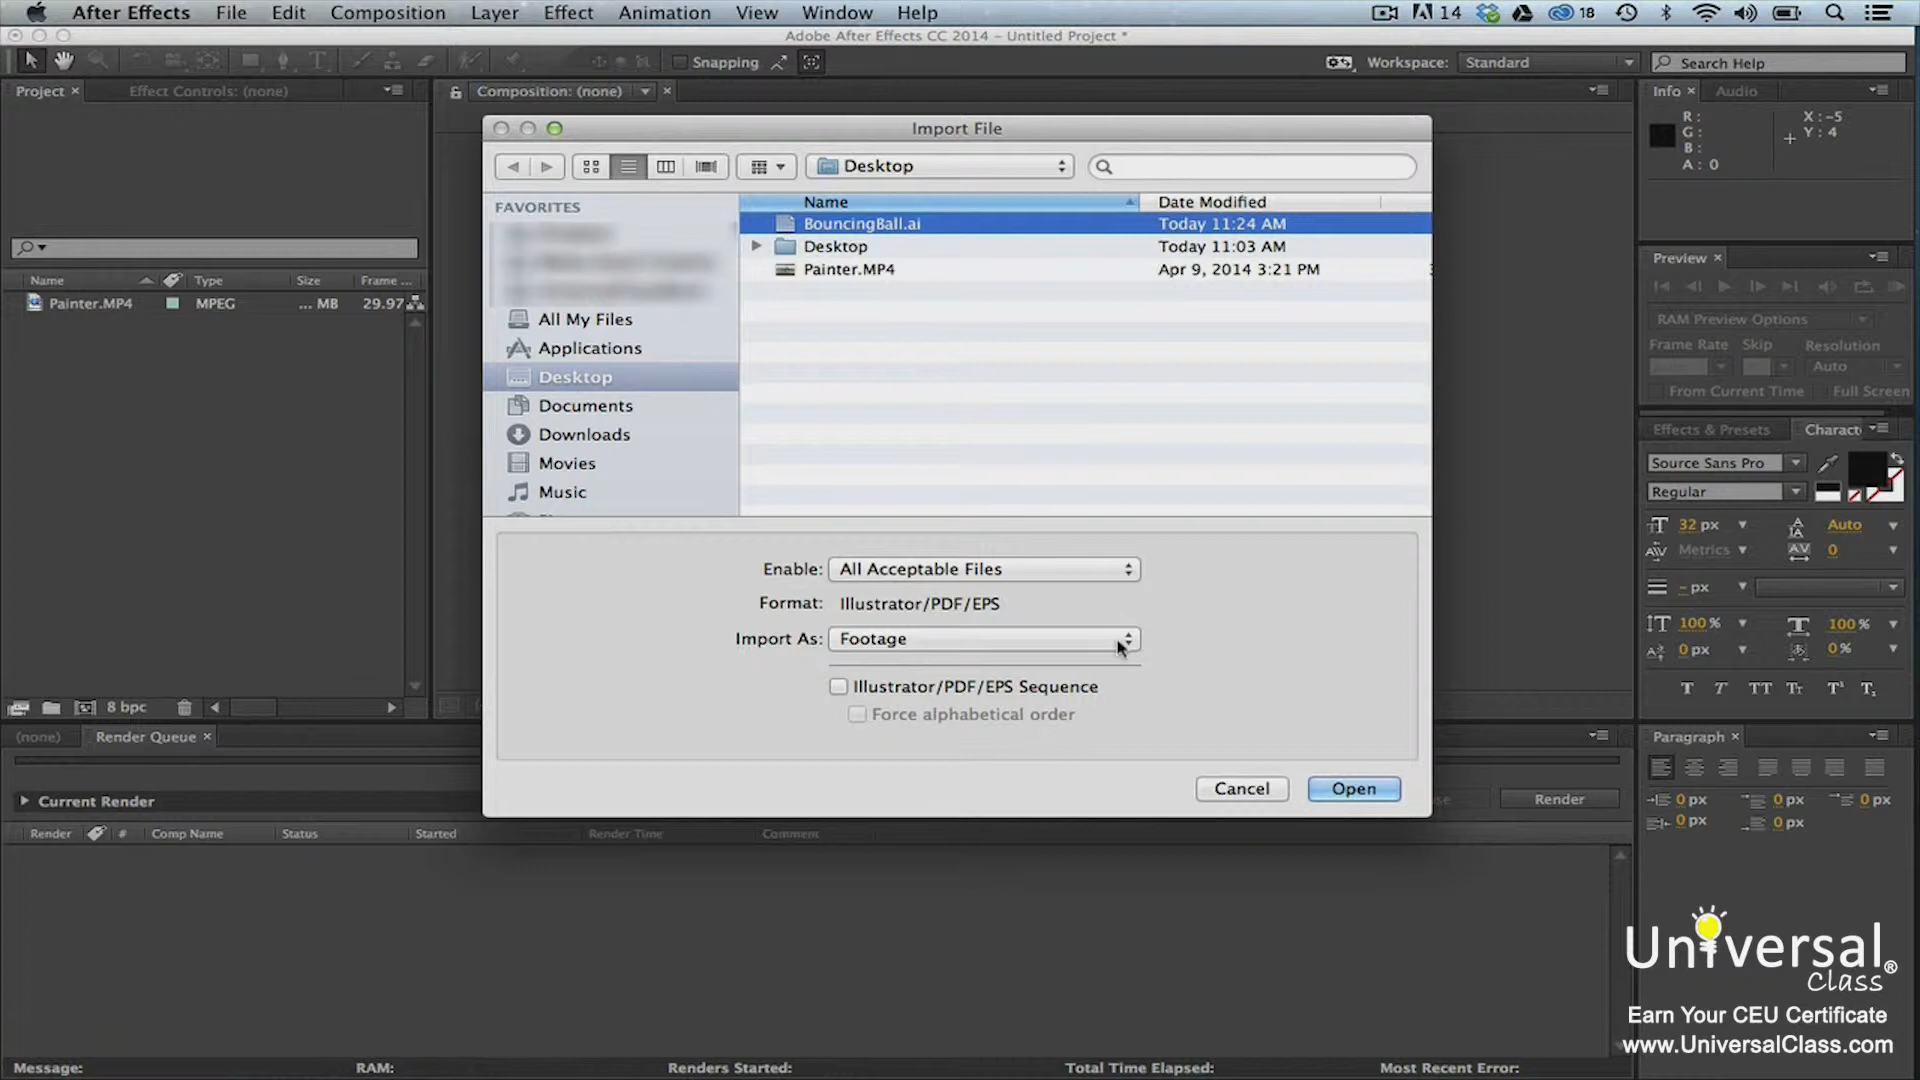 After Effects File Edit Composition Layer Effect Animation View Window Help 14 18
Adobe After Effects CC 2014 – Untitled Project *
Snapping Workspace: Standard Search Help
Project × Effect Controls: (none)
Composition: (none) ×
Info × Audio
R :
G :
B :
A : 0
X : -5
Y : 4
Import File
Desktop
FAVORITES
All My Files
Applications
Desktop
Documents
Downloads
Movies
Music
Name Date Modified
BouncingBall.ai Today 11:24 AM
Desktop Today 11:03 AM
Painter.MP4 Apr 9, 2014 3:21 PM
Enable: All Acceptable Files
Format: Illustrator/PDF/EPS
Import As: Footage
Illustrator/PDF/EPS Sequence
Force alphabetical order
Cancel Open
Name Type Size Frame ...
Painter.MP4 MPEG ... MB 29.97
8 bpc
Preview ×
RAM Preview Options
Frame Rate Skip Resolution
Auto
From Current Time Full Screen
Effects & Presets Charact
Source Sans Pro
Regular
32 px Auto
Metrics 0
- px
100 % 100 %
0 px 0 %
T T TT Tr T¹ T₁
(none) Render Queue ×
Current Render
Render
Render # Comp Name Status Started Render Time Comment
Paragraph ×
0 px 0 px 0 px
0 px 0 px
Universal
Class®
Earn Your CEU Certificate
www.UniversalClass.com
Message: RAM: Renders Started: Total Time Elapsed: Most Recent Error: